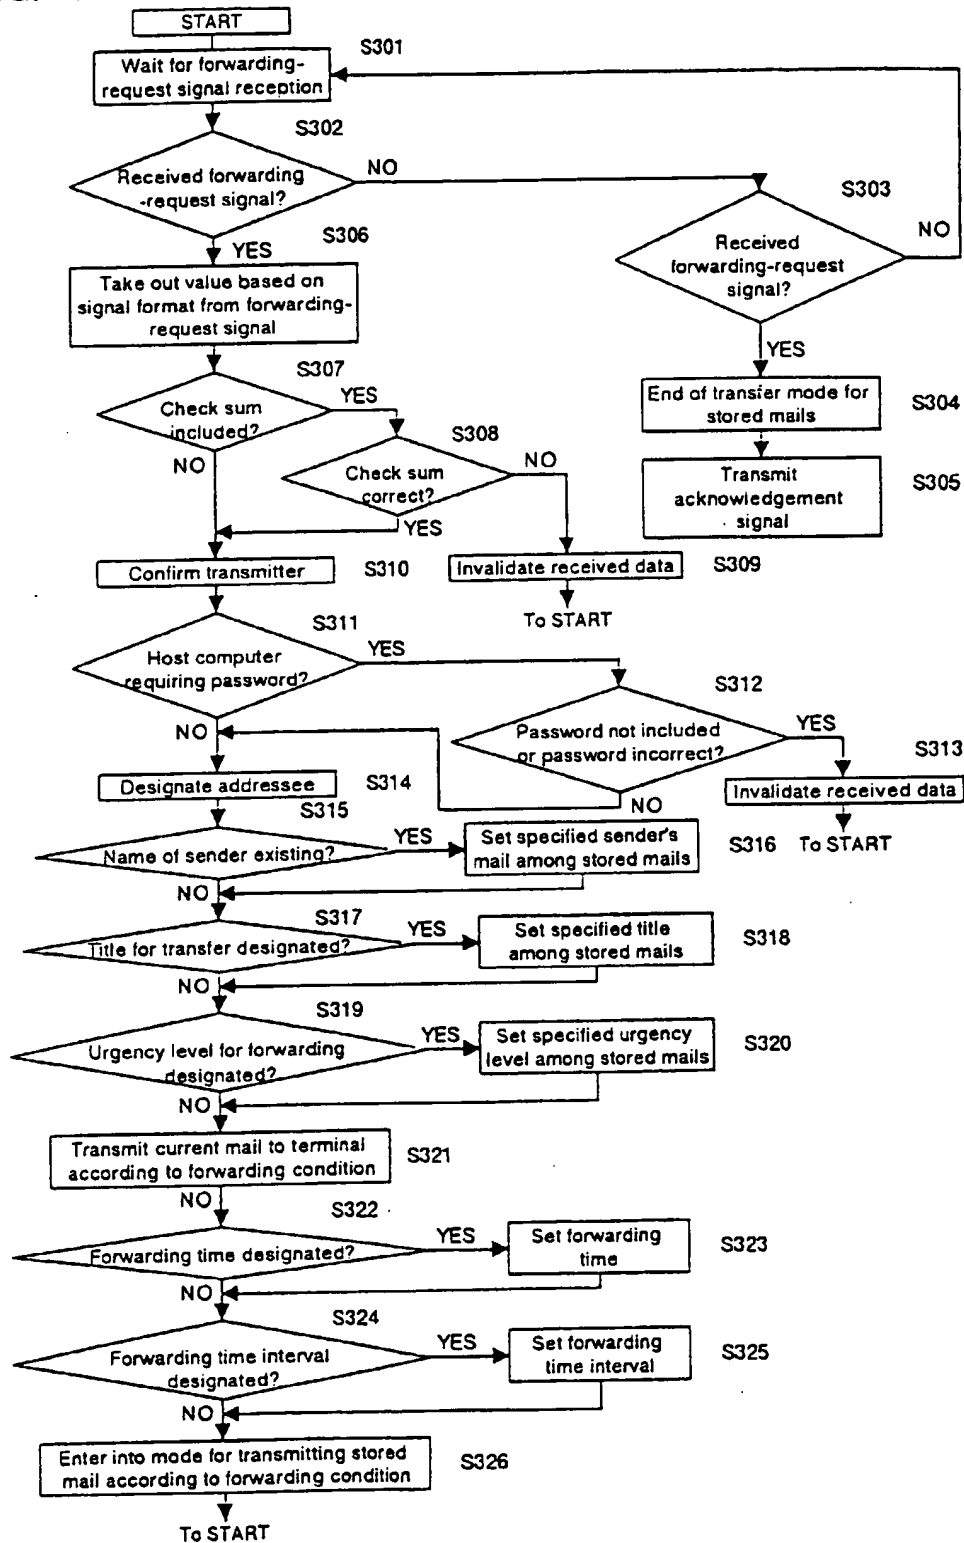 START
S301
Wait for forwarding-
request signal reception
S302
Received forwarding
-request signal?
NO
S303
Received
forwarding-request
signal?
NO
YES
End of transfer mode for
stored mails
S304
Transmit
acknowledgement
signal
S305
S306
YES
Take out value based on
signal format from forwarding-
request signal
S307
Check sum
included?
YES
NO
S308
Check sum
correct?
NO
YES
Invalidate received data
S309
To START
Confirm transmitter
S310
S311
Host computer
requiring password?
YES
NO
S312
Password not included
or password incorrect?
YES
NO
S313
Invalidate received data
To START
Designate addressee
S314
S315
Name of sender existing?
YES
Set specified sender's
mail among stored mails
S316
NO
S317
Title for transfer designated?
YES
Set specified title
among stored mails
S318
NO
S319
Urgency level for forwarding
designated?
YES
Set specified urgency
level among stored mails
S320
NO
Transmit current mail to terminal
according to forwarding condition
S321
NO
S322
Forwarding time designated?
YES
Set forwarding
time
S323
NO
S324
Forwarding time interval
designated?
YES
Set forwarding
time interval
S325
NO
Enter into mode for transmitting stored
mail according to forwarding condition
S326
To START